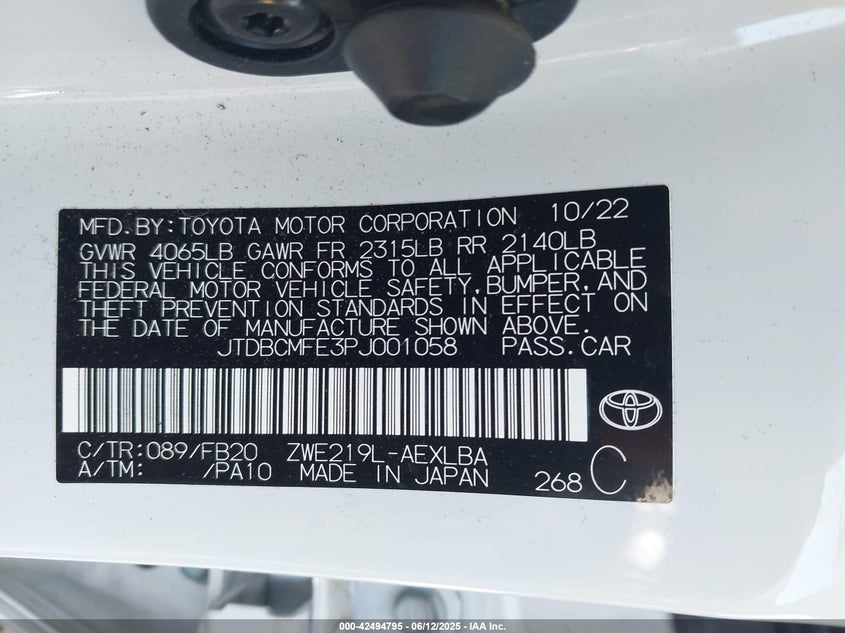 MFD.BY:TOYOTA MOTOR CORPORATION 10/22
GVWR 4065LB GAWR FR 2315LB RR 2140LB
THIS VEHICLE CONFORMS TO ALL APPLICABLE
FEDERAL MOTOR VEHICLE SAFETY,BUMPER,AND
THEFT PREVENTION STANDARDS IN EFFECT ON
THE DATE OF MANUFACTURE SHOWN ABOVE.
JTDBCMFE3PJ001058 PASS.CAR
C/TR:089/FB20 ZWE219L-AEXLBA
A/TM: /PA10 MADE IN JAPAN 268 C
000-42494795 - 06/12/2025 - IAA Inc.